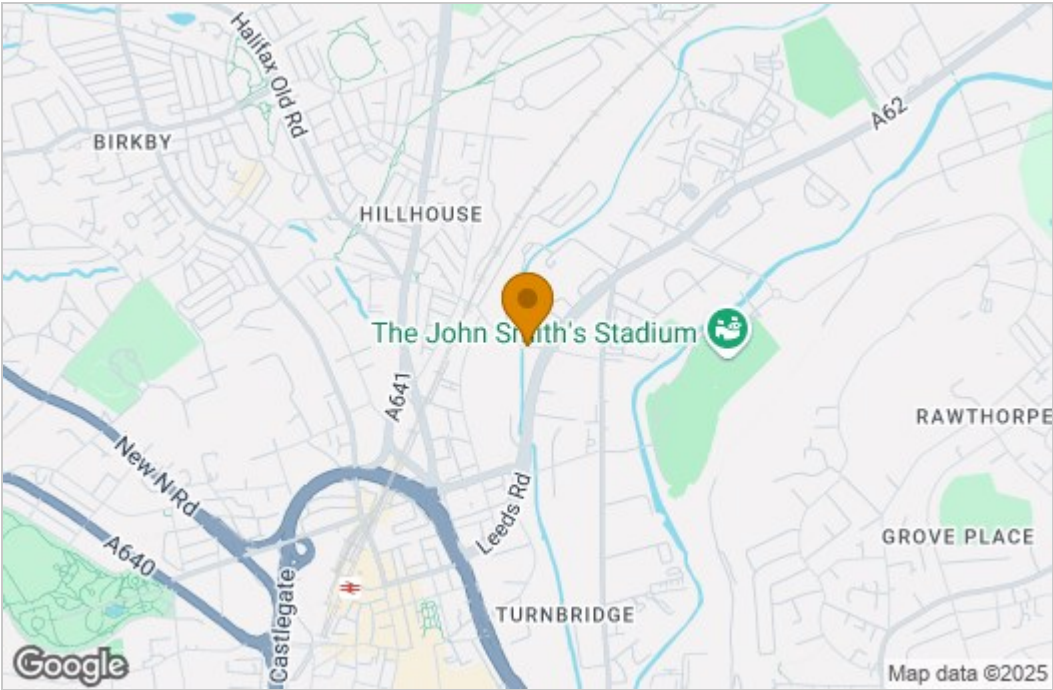 Halifax Old Rd
A62
BIRKBY
HILLHOUSE
The John Smith's Stadium
A641
RAWTHORPE
New N Rd
Leeds Rd
A640
GROVE PLACE
Castlegate
TURNBRIDGE
Google
Map data ©2025